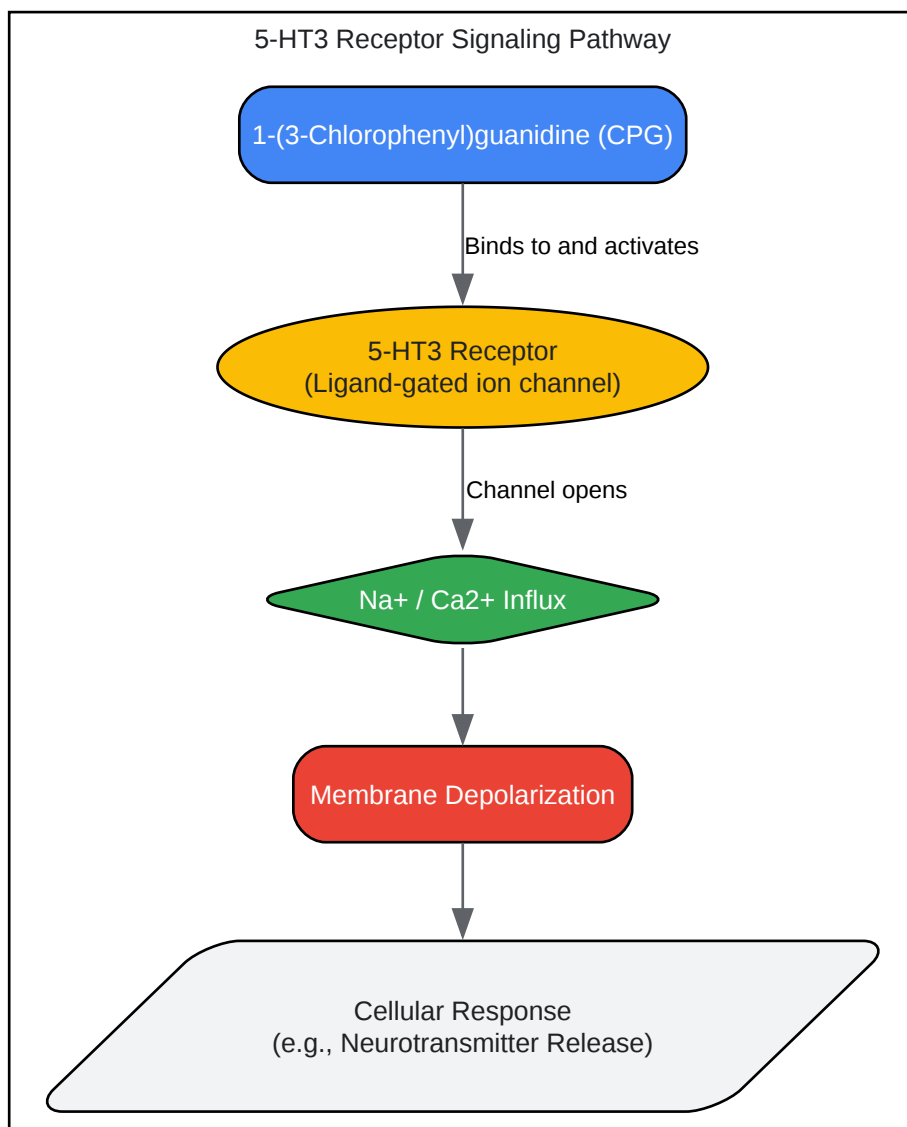 5-HT3 Receptor Signaling Pathway
1-(3-Chlorophenyl)guanidine (CPG)
Binds to and activates
5-HT3 Receptor
(Ligand-gated ion channel)
Channel opens
Na+ / Ca2+ Influx
Membrane Depolarization
Cellular Response
(e.g., Neurotransmitter Release)